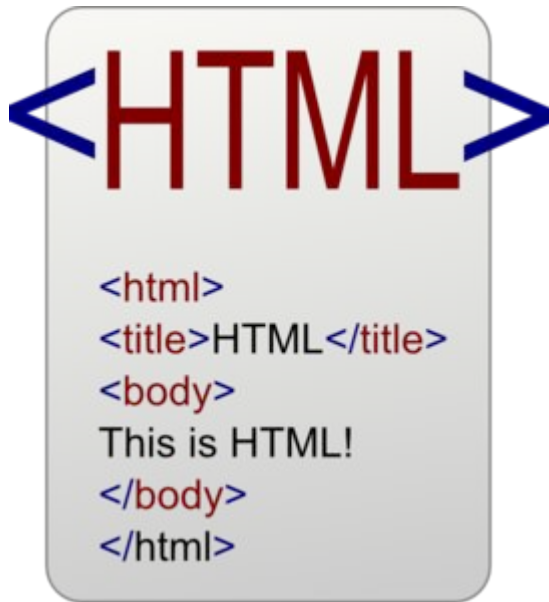 <HTML>
<html>
<title>HTML</title>
<body>
This is HTML!
</body>
</html>